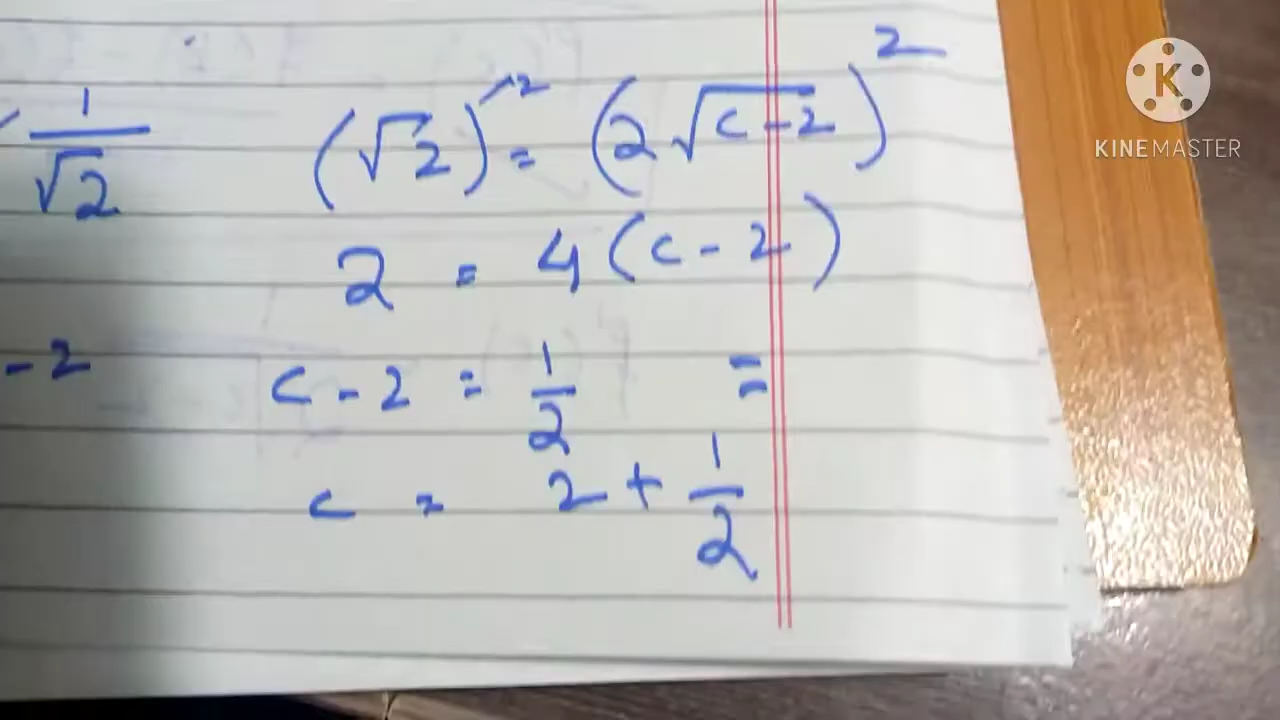 1/√2   (√2)² = (2√(c-2))²
2 = 4(c-2)
-2   c-2 = 1/2   =
c = 2 + 1/2
KINEMASTER